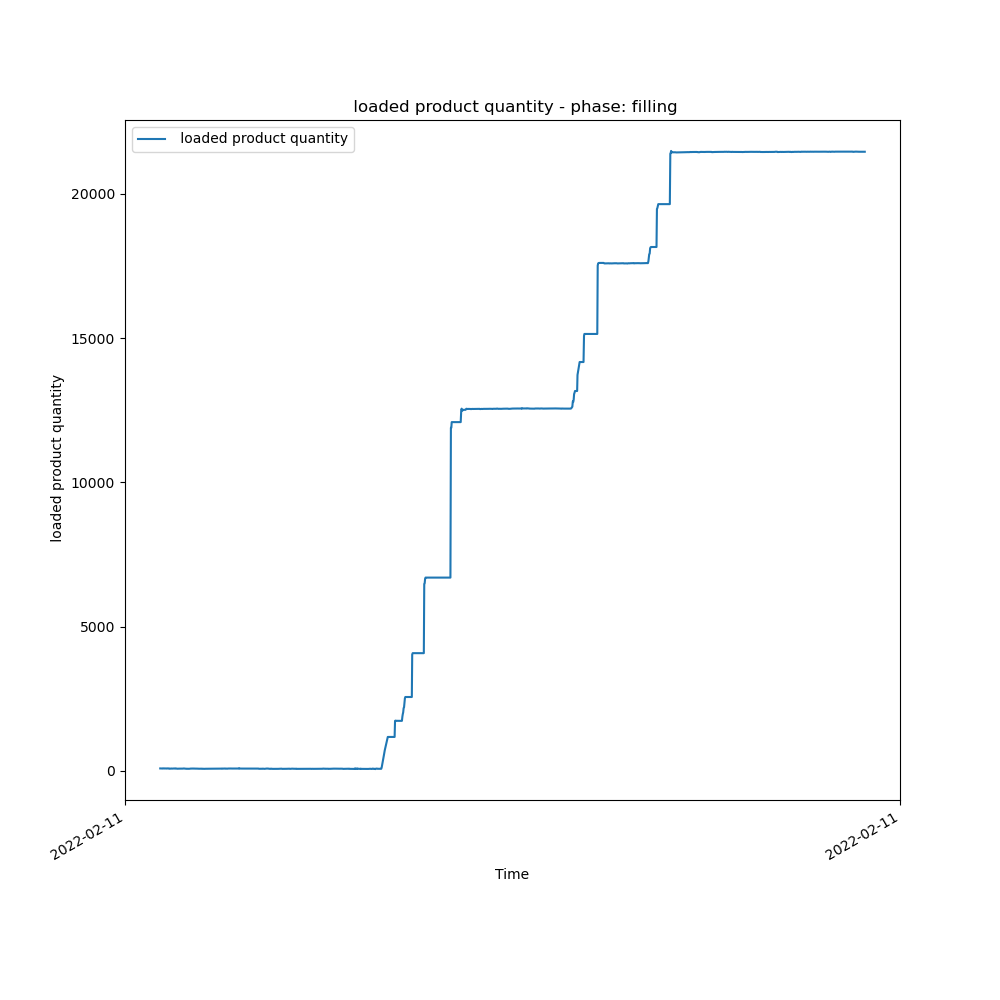 loaded product quantity - phase: filling
loaded product quantity
20000
15000
10000
5000
0
loaded product quantity
2022-02-11
2022-02-11
Time